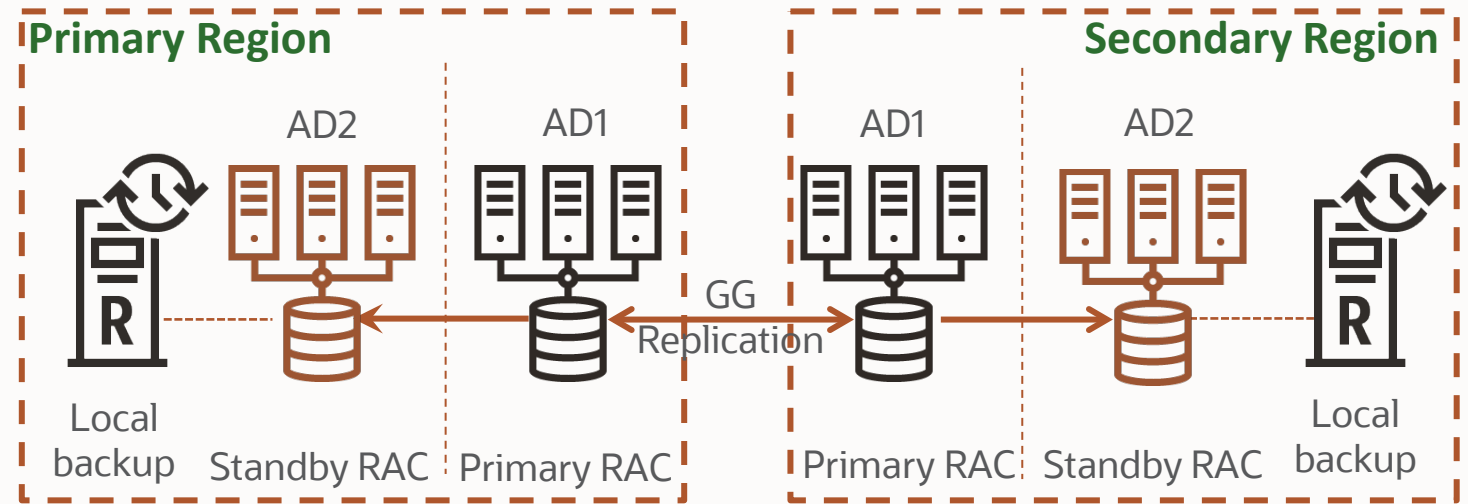 Primary Region
Secondary Region
AD2
AD1
AD1
AD2
GG
Replication
R
R
Local
backup
Standby RAC
Primary RAC
Primary RAC
Standby RAC
Local
backup